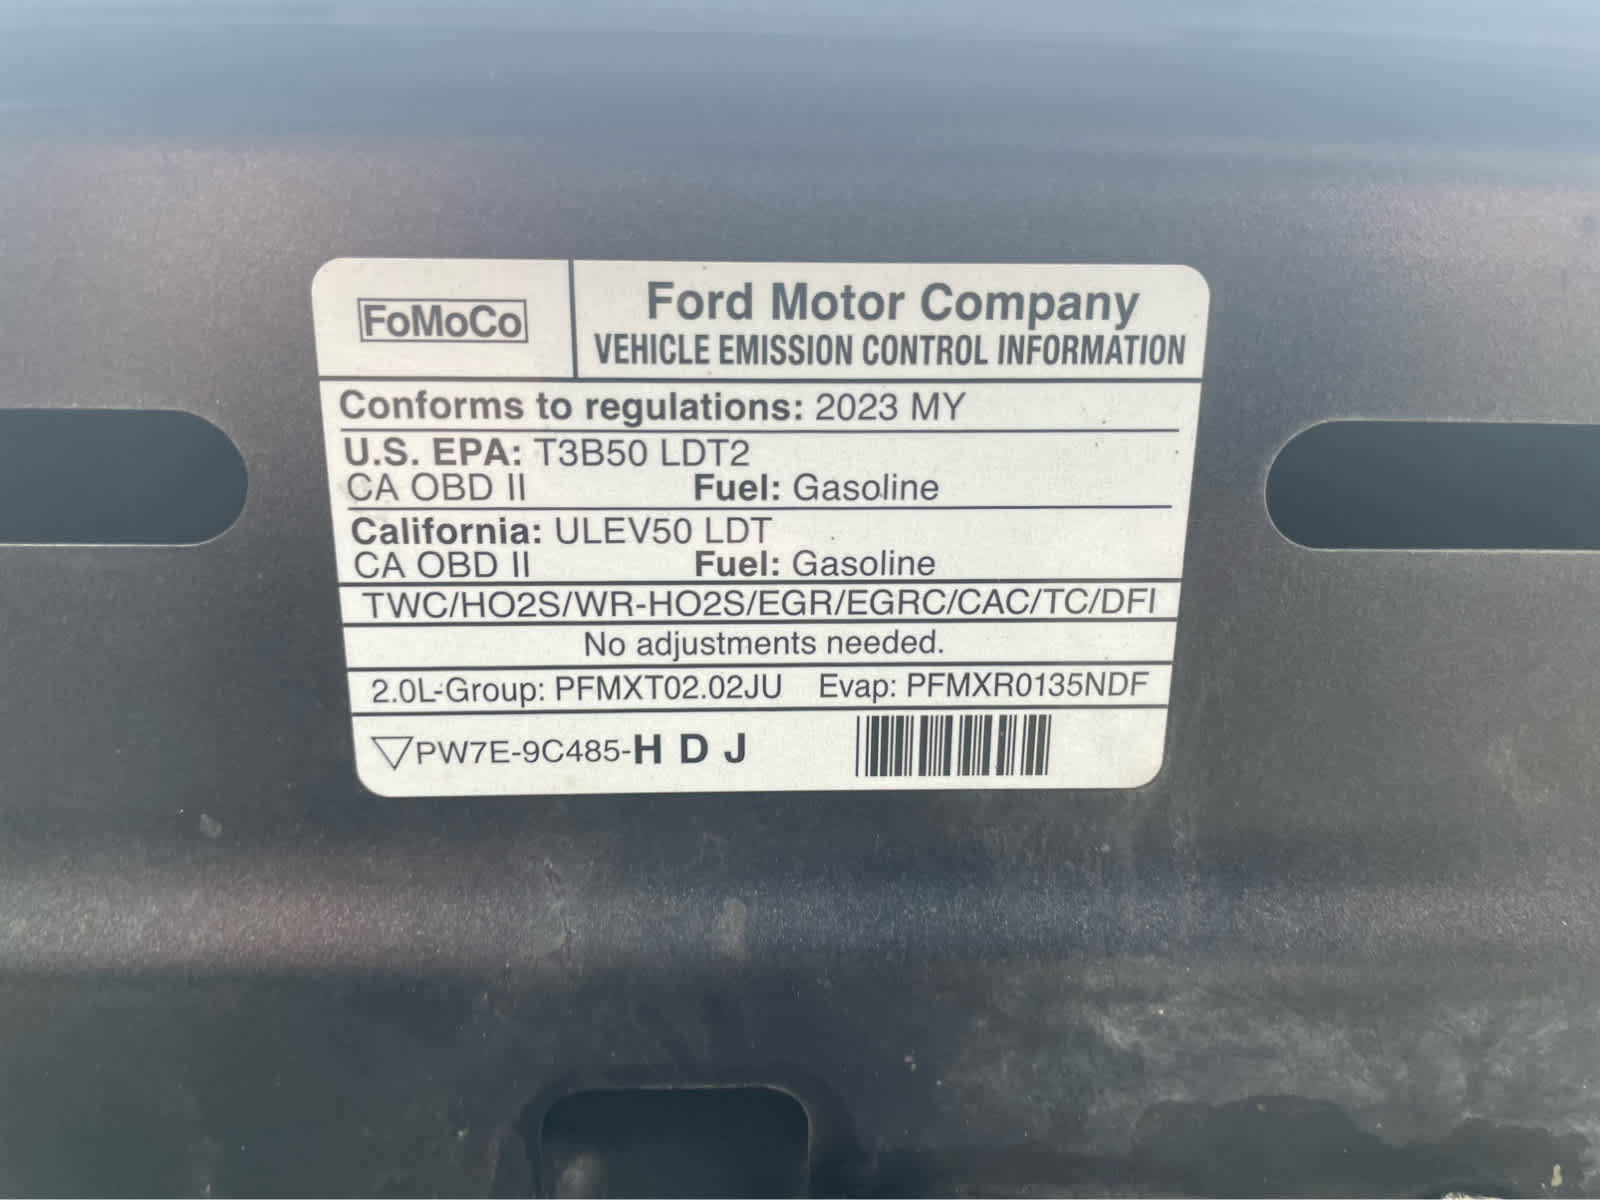 FoMoCo
Ford Motor Company
VEHICLE EMISSION CONTROL INFORMATION
Conforms to regulations: 2023 MY
U.S. EPA: T3B50 LDT2
CA OBD II Fuel: Gasoline
California: ULEV50 LDT
CA OBD II Fuel: Gasoline
TWC/HO2S/WR-HO2S/EGR/EGRC/CAC/TC/DFI
No adjustments needed.
2.0L-Group: PFMXT02.02JU Evap: PFMXR0135NDF
PW7E-9C485-H D J